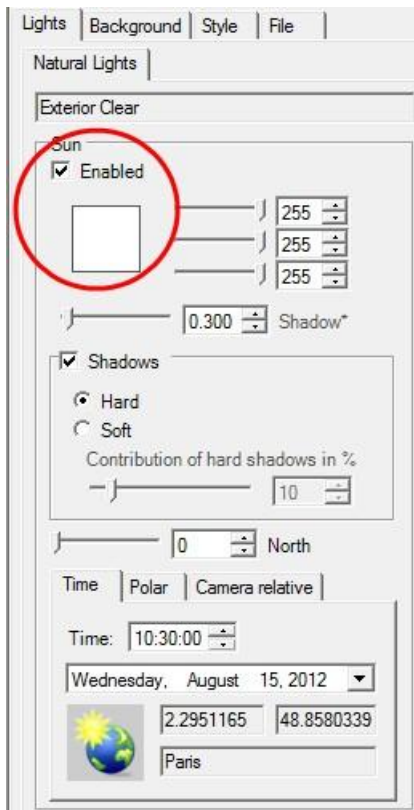 Lights Background Style File
Natural Lights
Exterior Clear
Sun
Enabled
255
255
255
0.300 Shadow*
Shadows
Hard
Soft
Contribution of hard shadows in %
10
0 North
Time Polar Camera relative
Time: 10:30:00
Wednesday, August 15, 2012
2.2951165 48.8580339
Paris